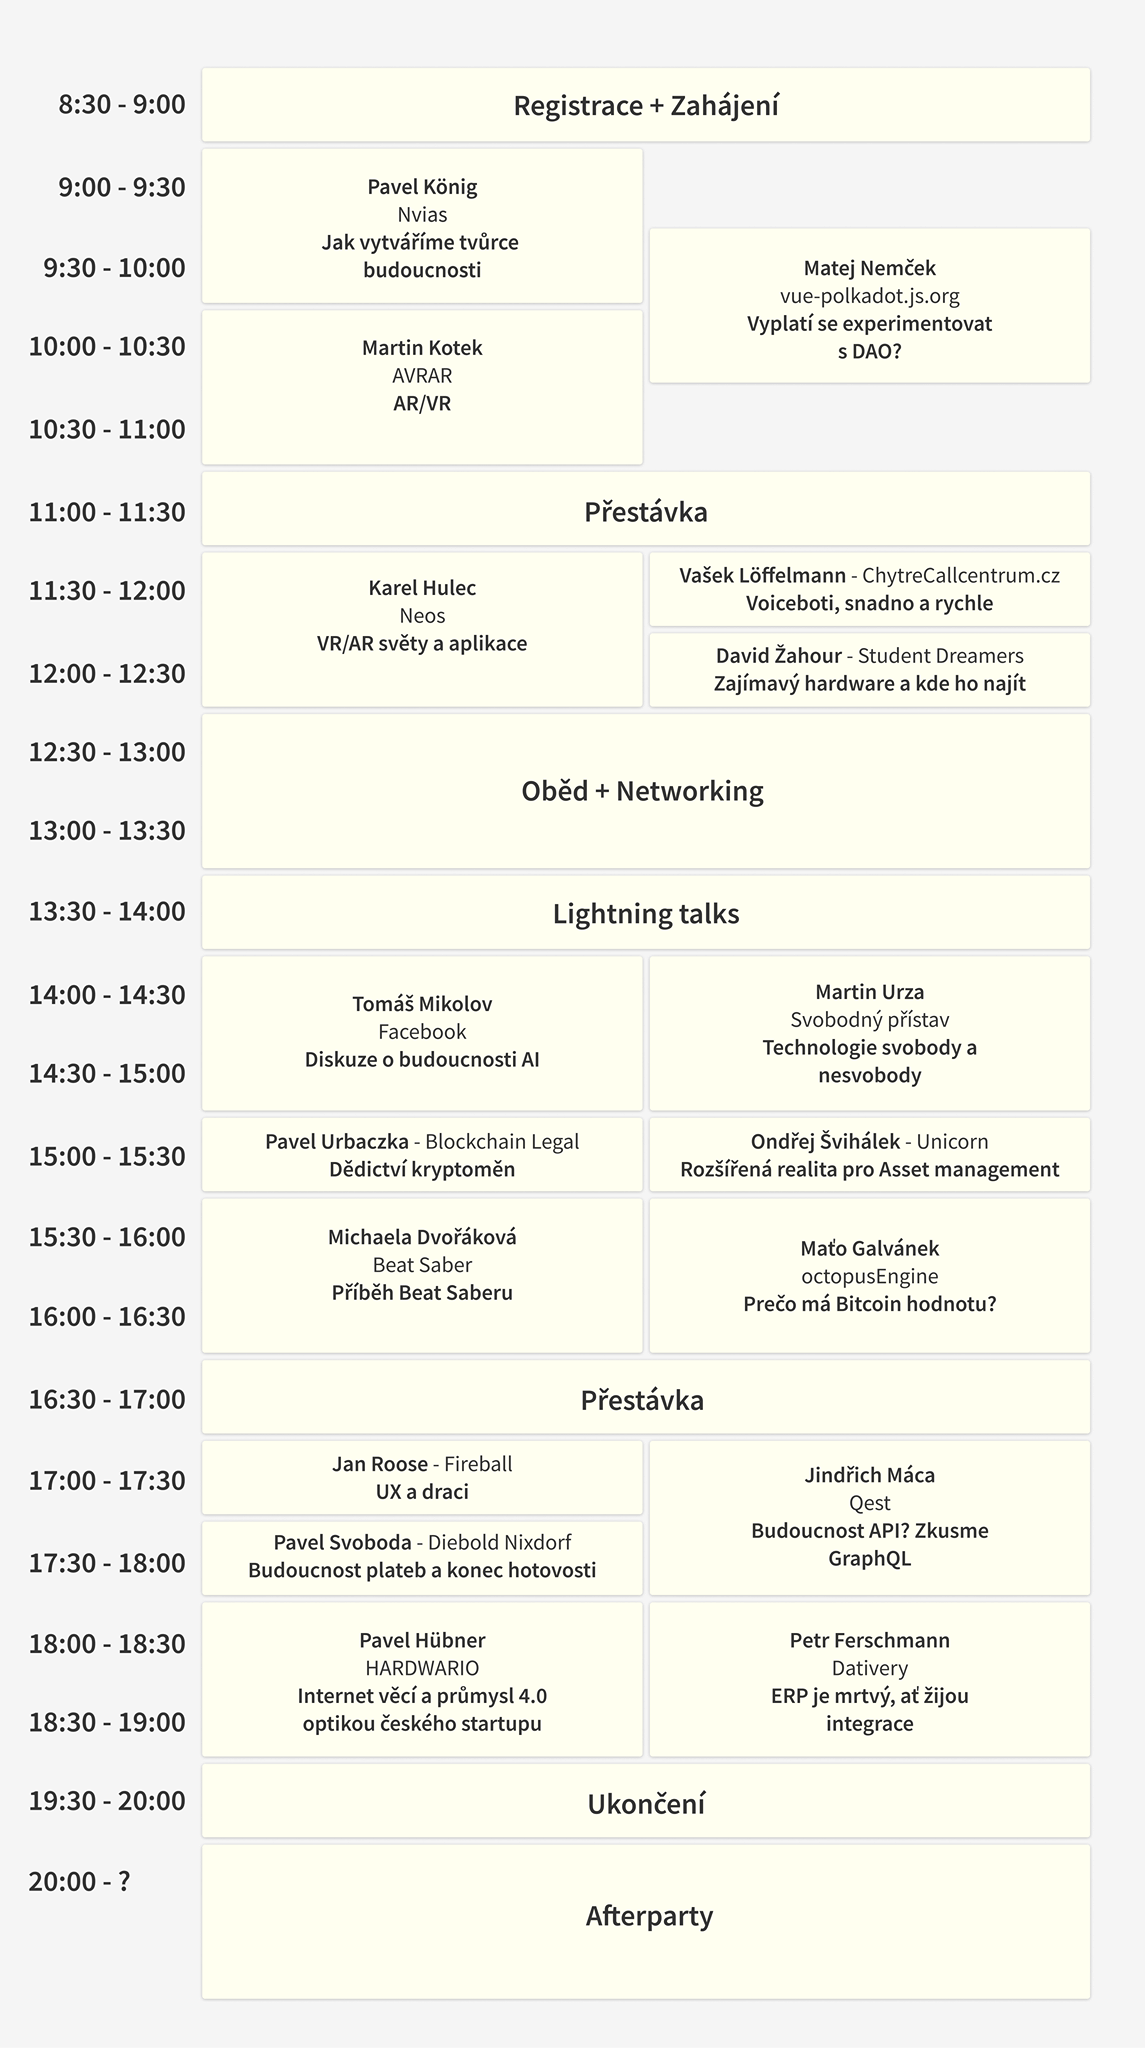 8:30 - 9:00
Registrace + Zahájení
9:00 - 9:30
Pavel König
Nvias
Jak vytváříme tvůrce
budoucnosti
9:30 - 10:00
Matej Nemček
vue-polkadot.js.org
Vyplatí se experimentovat
s DAO?
10:00 - 10:30
Martin Kotek
AVRAR
AR/VR
10:30 - 11:00
11:00 - 11:30
Přestávka
11:30 - 12:00
Karel Hulec
Neos
VR/AR světy a aplikace
Vašek Löffelmann - ChytreCallcentrum.cz
Voiceboti, snadno a rychle
12:00 - 12:30
David Žahour - Student Dreamers
Zajímavý hardware a kde ho najít
12:30 - 13:00
Oběd + Networking
13:00 - 13:30
13:30 - 14:00
Lightning talks
14:00 - 14:30
Tomáš Mikolov
Facebook
Diskuze o budoucnosti AI
Martin Urza
Svobodný přístav
Technologie svobody a
nesvobody
14:30 - 15:00
15:00 - 15:30
Pavel Urbaczka - Blockchain Legal
Dědictví kryptoměn
Ondřej Švihálek - Unicorn
Rozšířená realita pro Asset management
15:30 - 16:00
Michaela Dvořáková
Beat Saber
Příběh Beat Saberu
Maťo Galvánek
octopusEngine
Prečo má Bitcoin hodnotu?
16:00 - 16:30
16:30 - 17:00
Přestávka
17:00 - 17:30
Jan Roose - Fireball
UX a draci
Jindřich Máca
Qest
Budoucnost API? Zkusme
GraphQL
17:30 - 18:00
Pavel Svoboda - Diebold Nixdorf
Budoucnost plateb a konec hotovosti
18:00 - 18:30
Pavel Hübner
HARDWARIO
Internet věcí a průmysl 4.0
optikou českého startupu
Petr Ferschmann
Dativery
ERP je mrtvý, ať žijou
integrace
18:30 - 19:00
19:30 - 20:00
Ukončení
20:00 - ?
Afterparty